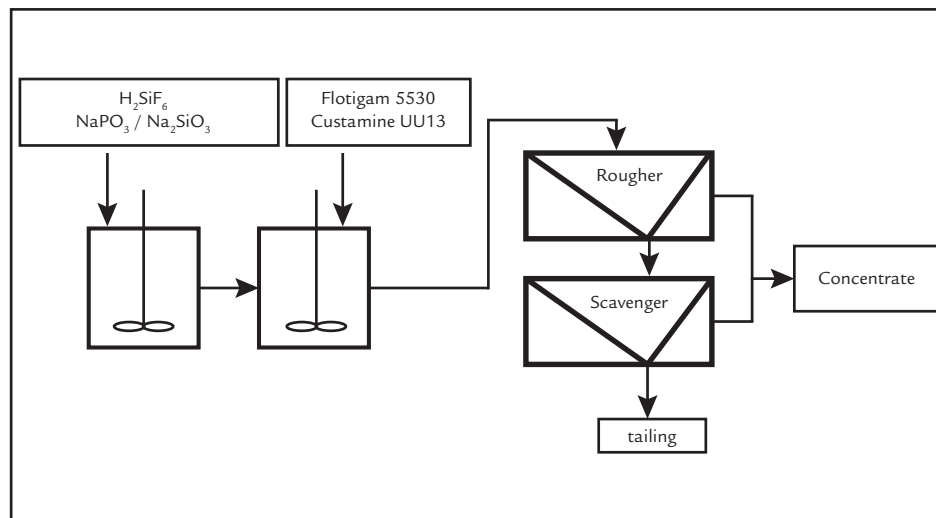 H₂SiF₆
NaPO₃ / Na₂SiO₃
Flotigam 5530
Custamine UU13
Rougher
Scavenger
Concentrate
tailing